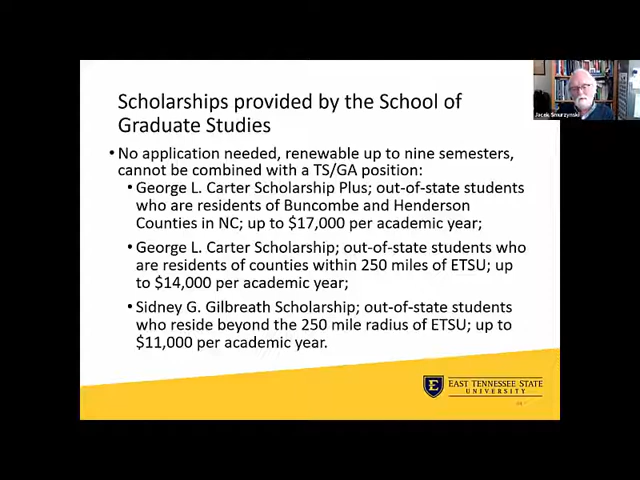 Scholarships provided by the School of
Graduate Studies
• No application needed, renewable up to nine semesters,
cannot be combined with a TS/GA position:
• George L. Carter Scholarship Plus; out-of-state students
who are residents of Buncombe and Henderson
Counties in NC; up to $17,000 per academic year;
• George L. Carter Scholarship; out-of-state students who
are residents of counties within 250 miles of ETSU; up
to $14,000 per academic year;
• Sidney G. Gilbreath Scholarship; out-of-state students
who reside beyond the 250 mile radius of ETSU; up to
$11,000 per academic year.
Jacek Smurzynski
E
EAST TENNESSEE STATE
UNIVERSITY